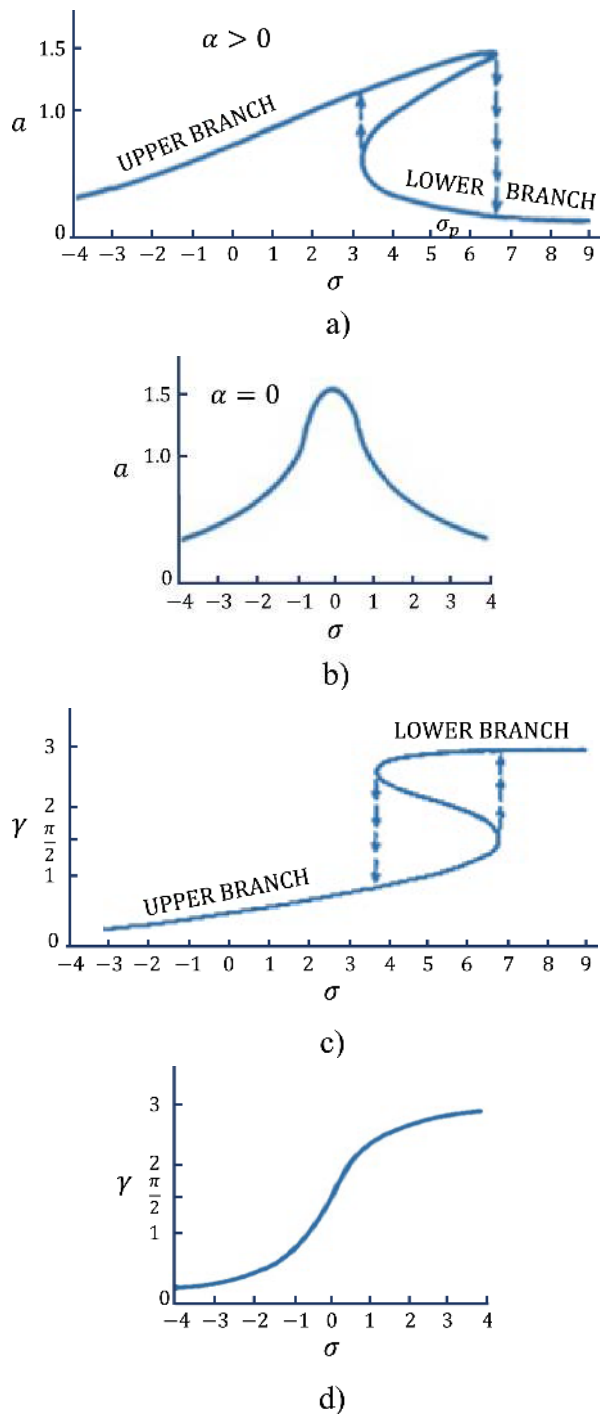 α > 0
1.5
a 1.0
UPPER BRANCH
LOWER BRANCH
σₚ
0
−4 −3 −2 −1 0 1 2 3 4 5 6 7 8 9
σ
a)
1.5 α = 0
a 1.0
0
−4 −3 −2 −1 0 1 2 3 4
σ
b)
LOWER BRANCH
3
2
γ π/2
1
UPPER BRANCH
0
−4 −3 −2 −1 0 1 2 3 4 5 6 7 8 9
σ
c)
3
2
γ π/2
1
0
−4 −3 −2 −1 0 1 2 3 4
σ
d)